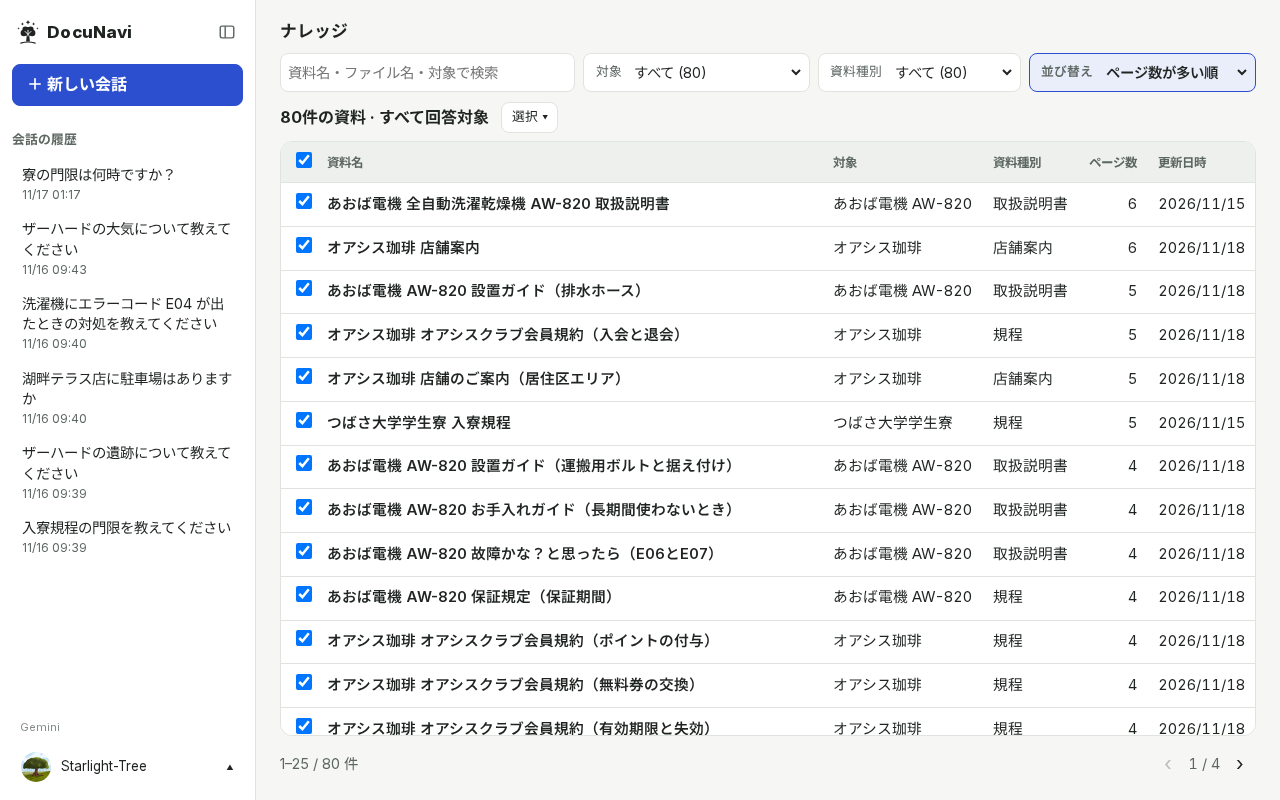 DocuNavi
+ 新しい会話
会話の履歴
寮の門限は何時ですか？
11/17 01:17
ザーハードの大気について教えて
ください
11/16 09:43
洗濯機にエラーコード E04 が出
たときの対処を教えてください
11/16 09:40
湖畔テラス店に駐車場はあります
か
11/16 09:40
ザーハードの遺跡について教えて
ください
11/16 09:39
入寮規程の門限を教えてください
11/16 09:39
Gemini
Starlight-Tree ▲
ナレッジ
資料名・ファイル名・対象で検索
対象 すべて (80)
資料種別 すべて (80)
並び替え ページ数が多い順
80件の資料 · すべて回答対象 選択 ▾
資料名 対象 資料種別 ページ数 更新日時
あおば電機 全自動洗濯乾燥機 AW-820 取扱説明書 あおば電機 AW-820 取扱説明書 6 2026/11/15
オアシス珈琲 店舗案内 オアシス珈琲 店舗案内 6 2026/11/18
あおば電機 AW-820 設置ガイド（排水ホース） あおば電機 AW-820 取扱説明書 5 2026/11/18
オアシス珈琲 オアシスクラブ会員規約（入会と退会） オアシス珈琲 規程 5 2026/11/18
オアシス珈琲 店舗のご案内（居住区エリア） オアシス珈琲 店舗案内 5 2026/11/18
つばさ大学学生寮 入寮規程 つばさ大学学生寮 規程 5 2026/11/15
あおば電機 AW-820 設置ガイド（運搬用ボルトと据え付け） あおば電機 AW-820 取扱説明書 4 2026/11/18
あおば電機 AW-820 お手入れガイド（長期間使わないとき） あおば電機 AW-820 取扱説明書 4 2026/11/18
あおば電機 AW-820 故障かな？と思ったら（E06とE07） あおば電機 AW-820 取扱説明書 4 2026/11/18
あおば電機 AW-820 保証規定（保証期間） あおば電機 AW-820 規程 4 2026/11/18
オアシス珈琲 オアシスクラブ会員規約（ポイントの付与） オアシス珈琲 規程 4 2026/11/18
オアシス珈琲 オアシスクラブ会員規約（無料券の交換） オアシス珈琲 規程 4 2026/11/18
オアシス珈琲 オアシスクラブ会員規約（有効期限と失効） オアシス珈琲 規程 4 2026/11/18
1–25 / 80 件
‹ 1 / 4 ›